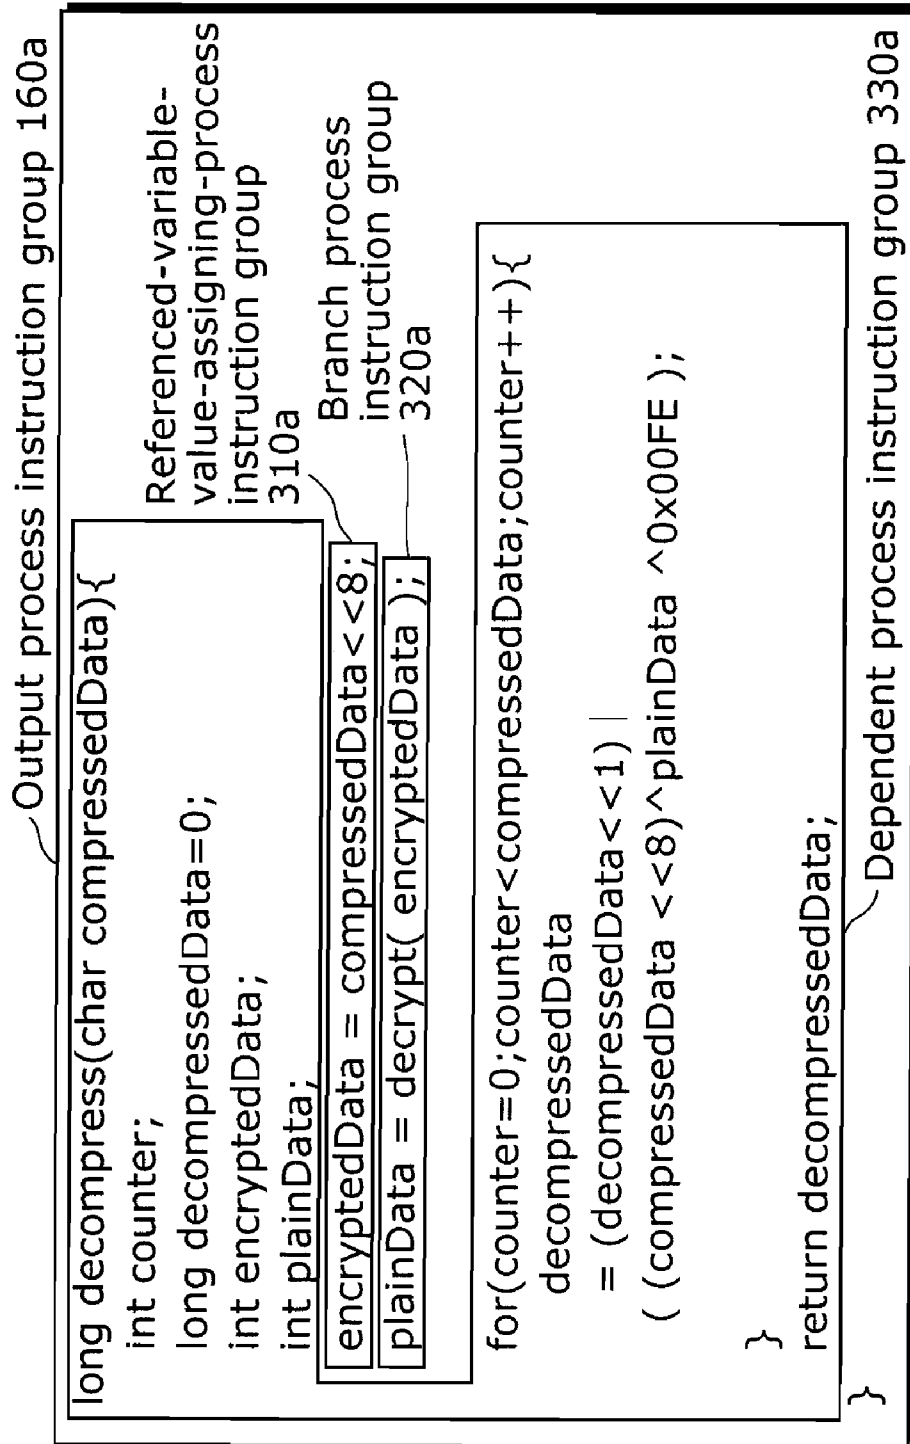 Output process instruction group 160a
long decompress(char compressedData){
int counter;
long decompressedData=0;
int encryptedData;
int plainData;
Referenced-variable-
value-assigning-process
instruction group
310a
encryptedData = compressedData<<8;
Branch process
instruction group
320a
plainData = decrypt( encryptedData );
for(counter=0;counter<compressedData;counter++){
decompressedData
= (decompressedData<<1) |
( (compressedData <<8)^plainData ^0x00FE );
}
return decompressedData;
}
Dependent process instruction group 330a